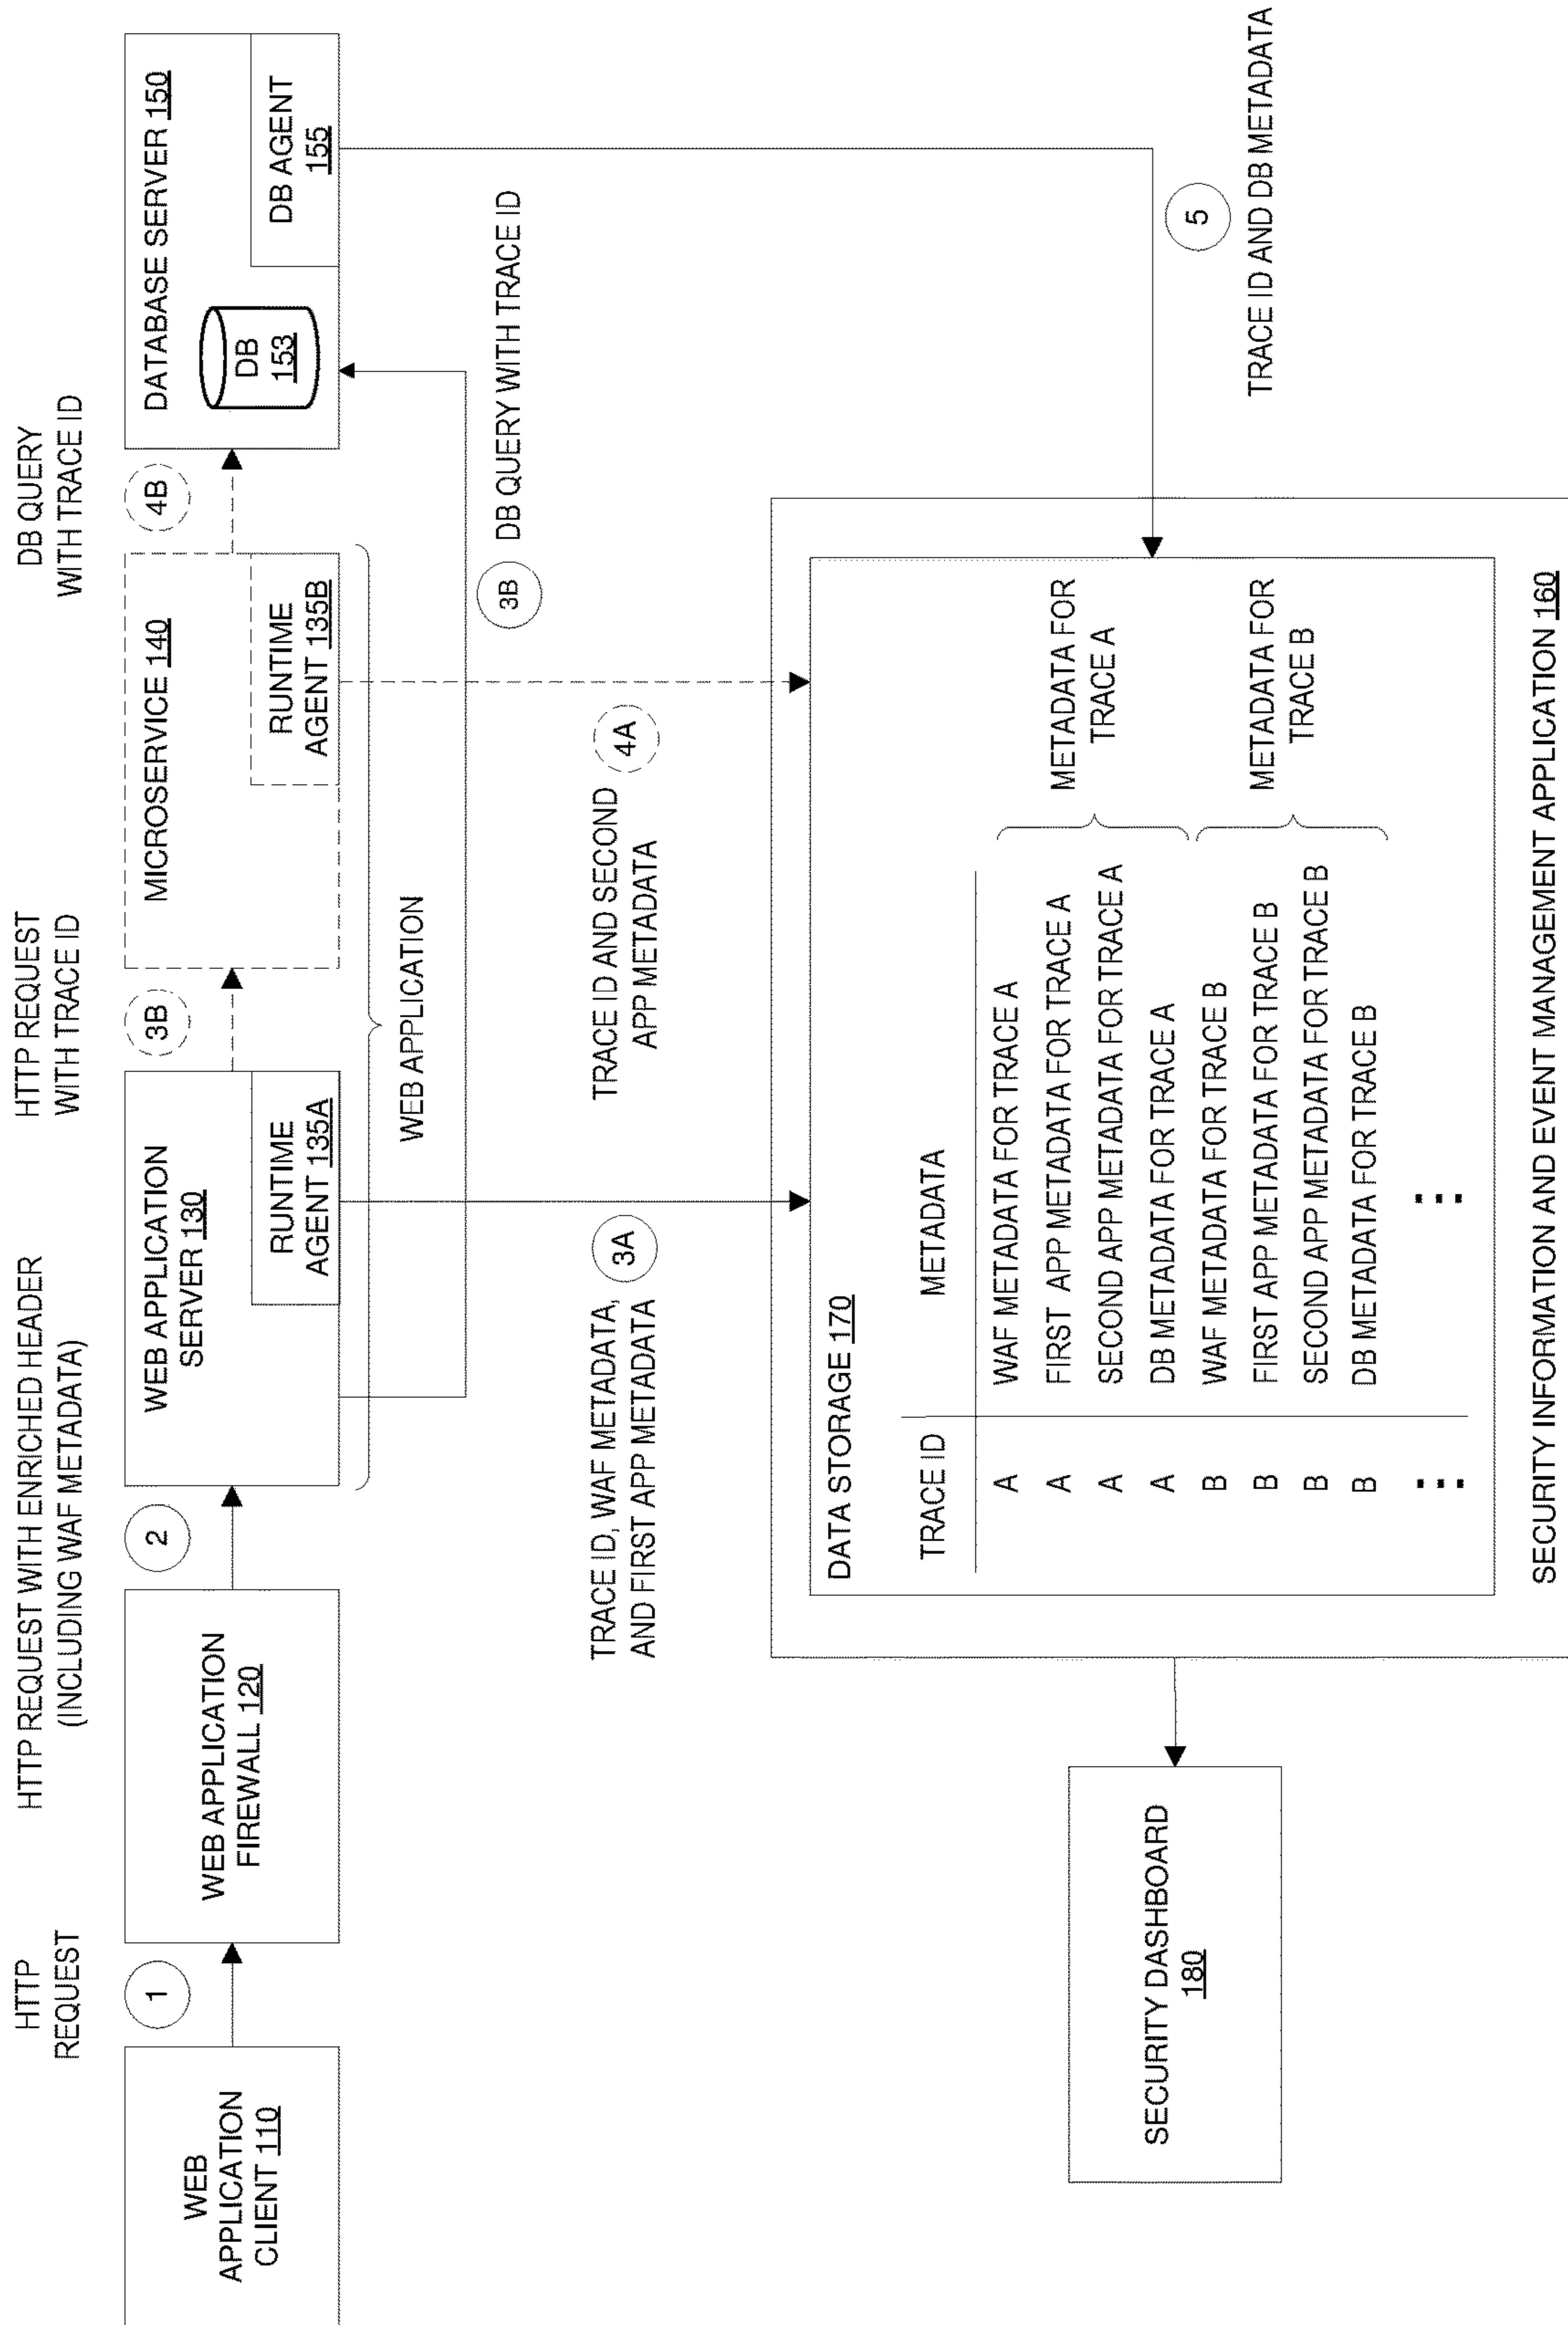 HTTP
REQUEST
HTTP REQUEST WITH ENRICHED HEADER
(INCLUDING WAF METADATA)
HTTP REQUEST
WITH TRACE ID
DB QUERY
WITH TRACE ID
1
2
3B
4B
WEB
APPLICATION
CLIENT 110
WEB APPLICATION
FIREWALL 120
WEB APPLICATION
SERVER 130
RUNTIME
AGENT 135A
MICROSERVICE 140
RUNTIME
AGENT 135B
DATABASE SERVER 150
DB
153
DB AGENT
155
WEB APPLICATION
3B
DB QUERY WITH TRACE ID
TRACE ID, WAF METADATA,
AND FIRST APP METADATA
3A
TRACE ID AND SECOND
APP METADATA
4A
5
TRACE ID AND DB METADATA
DATA STORAGE 170
TRACE ID METADATA
A WAF METADATA FOR TRACE A
A FIRST APP METADATA FOR TRACE A
A SECOND APP METADATA FOR TRACE A
A DB METADATA FOR TRACE A
B WAF METADATA FOR TRACE B
B FIRST APP METADATA FOR TRACE B
B SECOND APP METADATA FOR TRACE B
B DB METADATA FOR TRACE B
METADATA FOR
TRACE A
METADATA FOR
TRACE B
SECURITY INFORMATION AND EVENT MANAGEMENT APPLICATION 160
SECURITY DASHBOARD
180